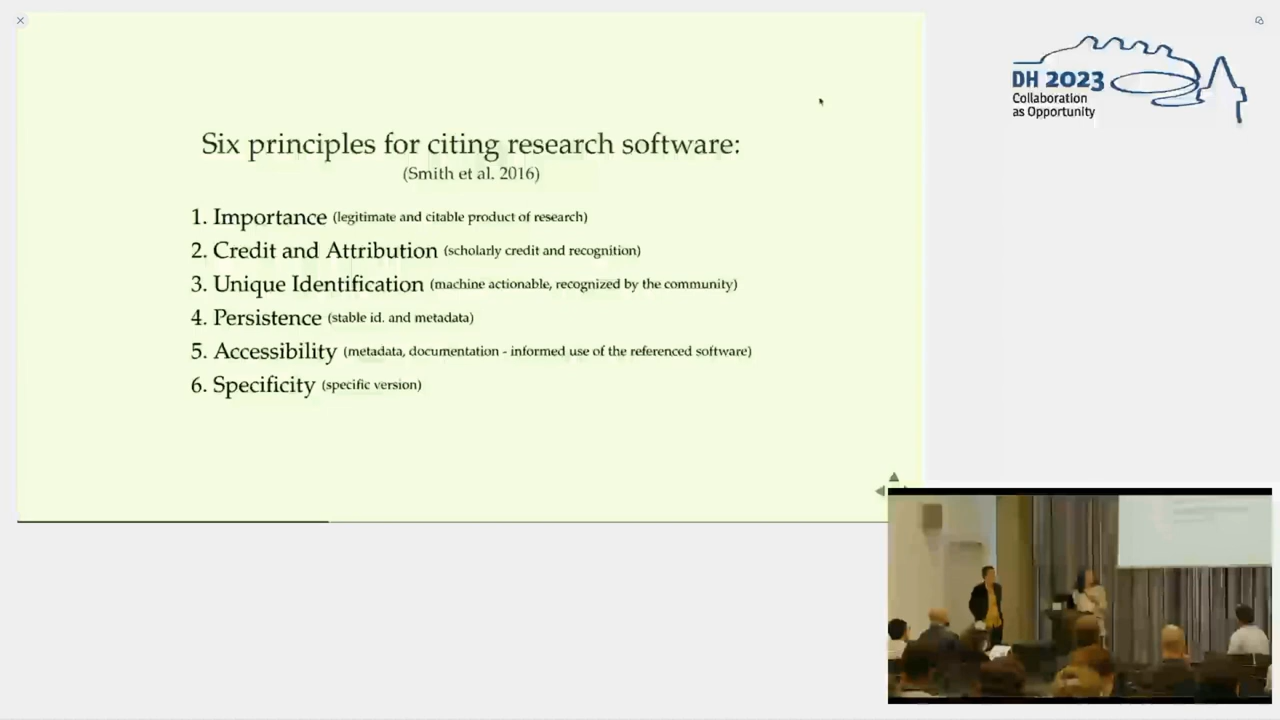 Six principles for citing research software:
(Smith et al. 2016)
1. Importance (legitimate and citable product of research)
2. Credit and Attribution (scholarly credit and recognition)
3. Unique Identification (machine actionable, recognized by the community)
4. Persistence (stable id. and metadata)
5. Accessibility (metadata, documentation - informed use of the referenced software)
6. Specificity (specific version)
DH 2023
Collaboration
as Opportunity